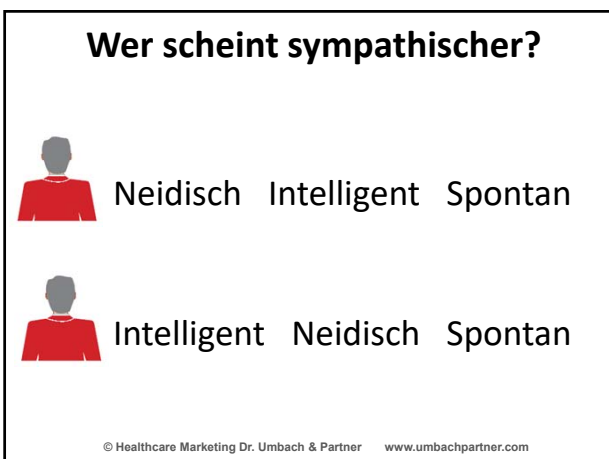 Wer scheint sympathischer?
Neidisch Intelligent Spontan
Intelligent Neidisch Spontan
© Healthcare Marketing Dr. Umbach & Partner www.umbachpartner.com